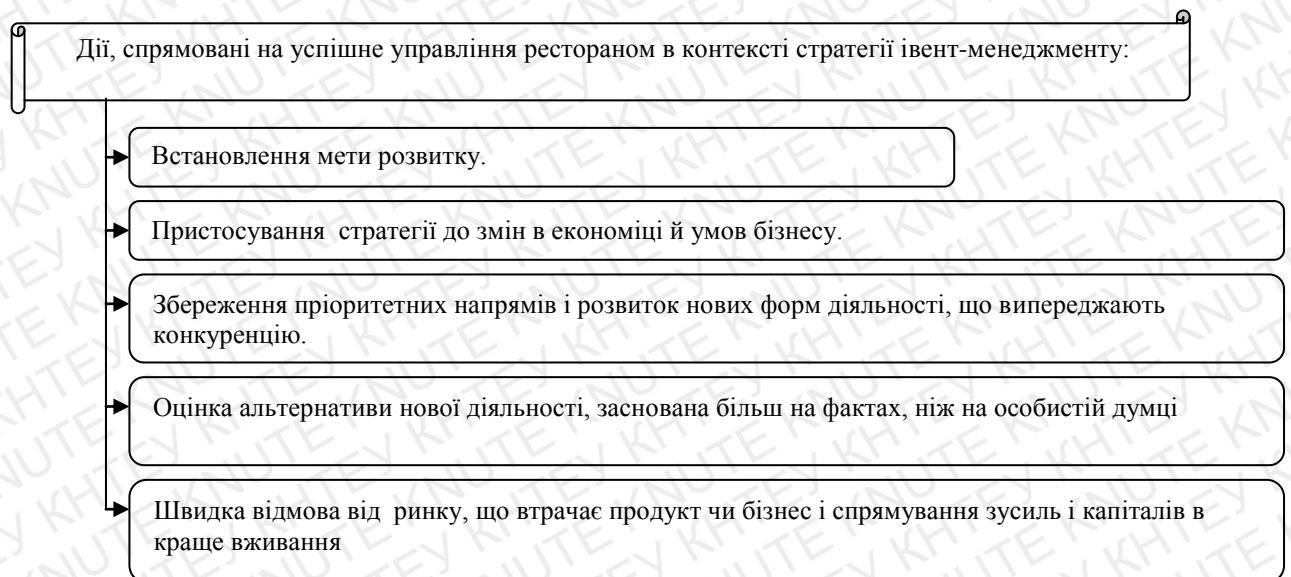 Дії, спрямовані на успішне управління рестораном в контексті стратегії івент-менеджменту:
Встановлення мети розвитку.
Пристосування стратегії до змін в економіці й умов бізнесу.
Збереження пріоритетних напрямів і розвиток нових форм діяльності, що випереджають
конкуренцію.
Оцінка альтернативи нової діяльності, заснована більш на фактах, ніж на особистій думці
Швидка відмова від ринку, що втрачає продукт чи бізнес і спрямування зусиль і капіталів в
краще вживання